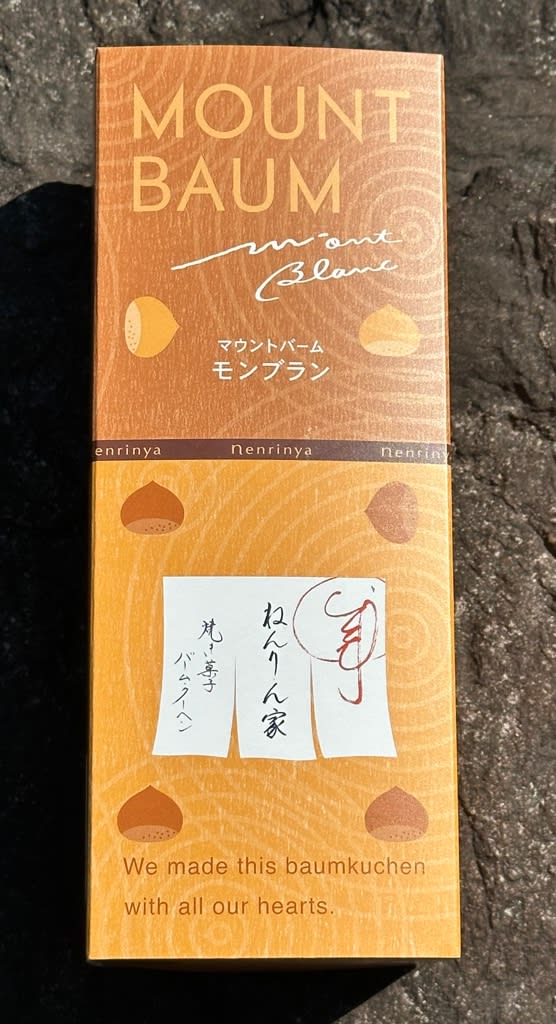 MOUNT
BAUM
Mont
Blanc
マウントバーム
モンブラン
enrinya nenrinya nenrin
ねんりん家
焼き菓子
バームクーヘン
We made this baumkuchen
with all our hearts.